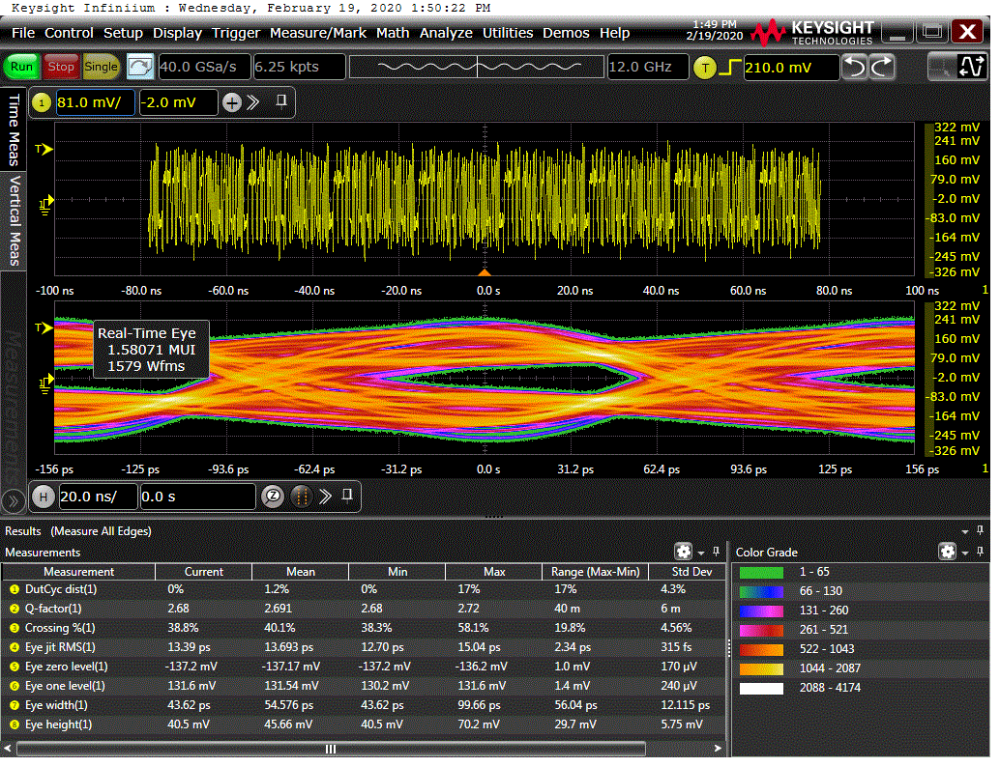 Keysight Infiniium : Wednesday, February 19, 2020 1:50:22 PM
File Control Setup Display Trigger Measure/Mark Math Analyze Utilities Demos Help
1:49 PM
2/19/2020
KEYSIGHT
TECHNOLOGIES
Run Stop Single 40.0 GSa/s 6.25 kpts 12.0 GHz T 210.0 mV
1 81.0 mV/ -2.0 mV
Time Meas
Vertical Meas
Measurements
T
1
322 mV
241 mV
160 mV
79.0 mV
-2.0 mV
-83.0 mV
-164 mV
-245 mV
-326 mV
-100 ns -80.0 ns -60.0 ns -40.0 ns -20.0 ns 0.0 s 20.0 ns 40.0 ns 60.0 ns 80.0 ns 100 ns 1
T
1
Real-Time Eye
1.58071 MUI
1579 Wfms
322 mV
241 mV
160 mV
79.0 mV
-2.0 mV
-83.0 mV
-164 mV
-245 mV
-326 mV
-156 ps -125 ps -93.6 ps -62.4 ps -31.2 ps 0.0 s 31.2 ps 62.4 ps 93.6 ps 125 ps 156 ps 1
H 20.0 ns/ 0.0 s
Results (Measure All Edges)
Measurements
Measurement Current Mean Min Max Range (Max-Min) Std Dev
1 DutCyc dist(1) 0% 1.2% 0% 17% 17% 4.3%
2 Q-factor(1) 2.68 2.691 2.68 2.72 40 m 6 m
3 Crossing %(1) 38.8% 40.1% 38.3% 58.1% 19.8% 4.56%
4 Eye jit RMS(1) 13.39 ps 13.693 ps 12.70 ps 15.04 ps 2.34 ps 315 fs
5 Eye zero level(1) -137.2 mV -137.17 mV -137.2 mV -136.2 mV 1.0 mV 170 µV
6 Eye one level(1) 131.6 mV 131.54 mV 130.2 mV 131.6 mV 1.4 mV 240 µV
7 Eye width(1) 43.62 ps 54.576 ps 43.62 ps 99.66 ps 56.04 ps 12.115 ps
8 Eye height(1) 40.5 mV 45.66 mV 40.5 mV 70.2 mV 29.7 mV 5.75 mV
Color Grade
1 - 65
66 - 130
131 - 260
261 - 521
522 - 1043
1044 - 2087
2088 - 4174